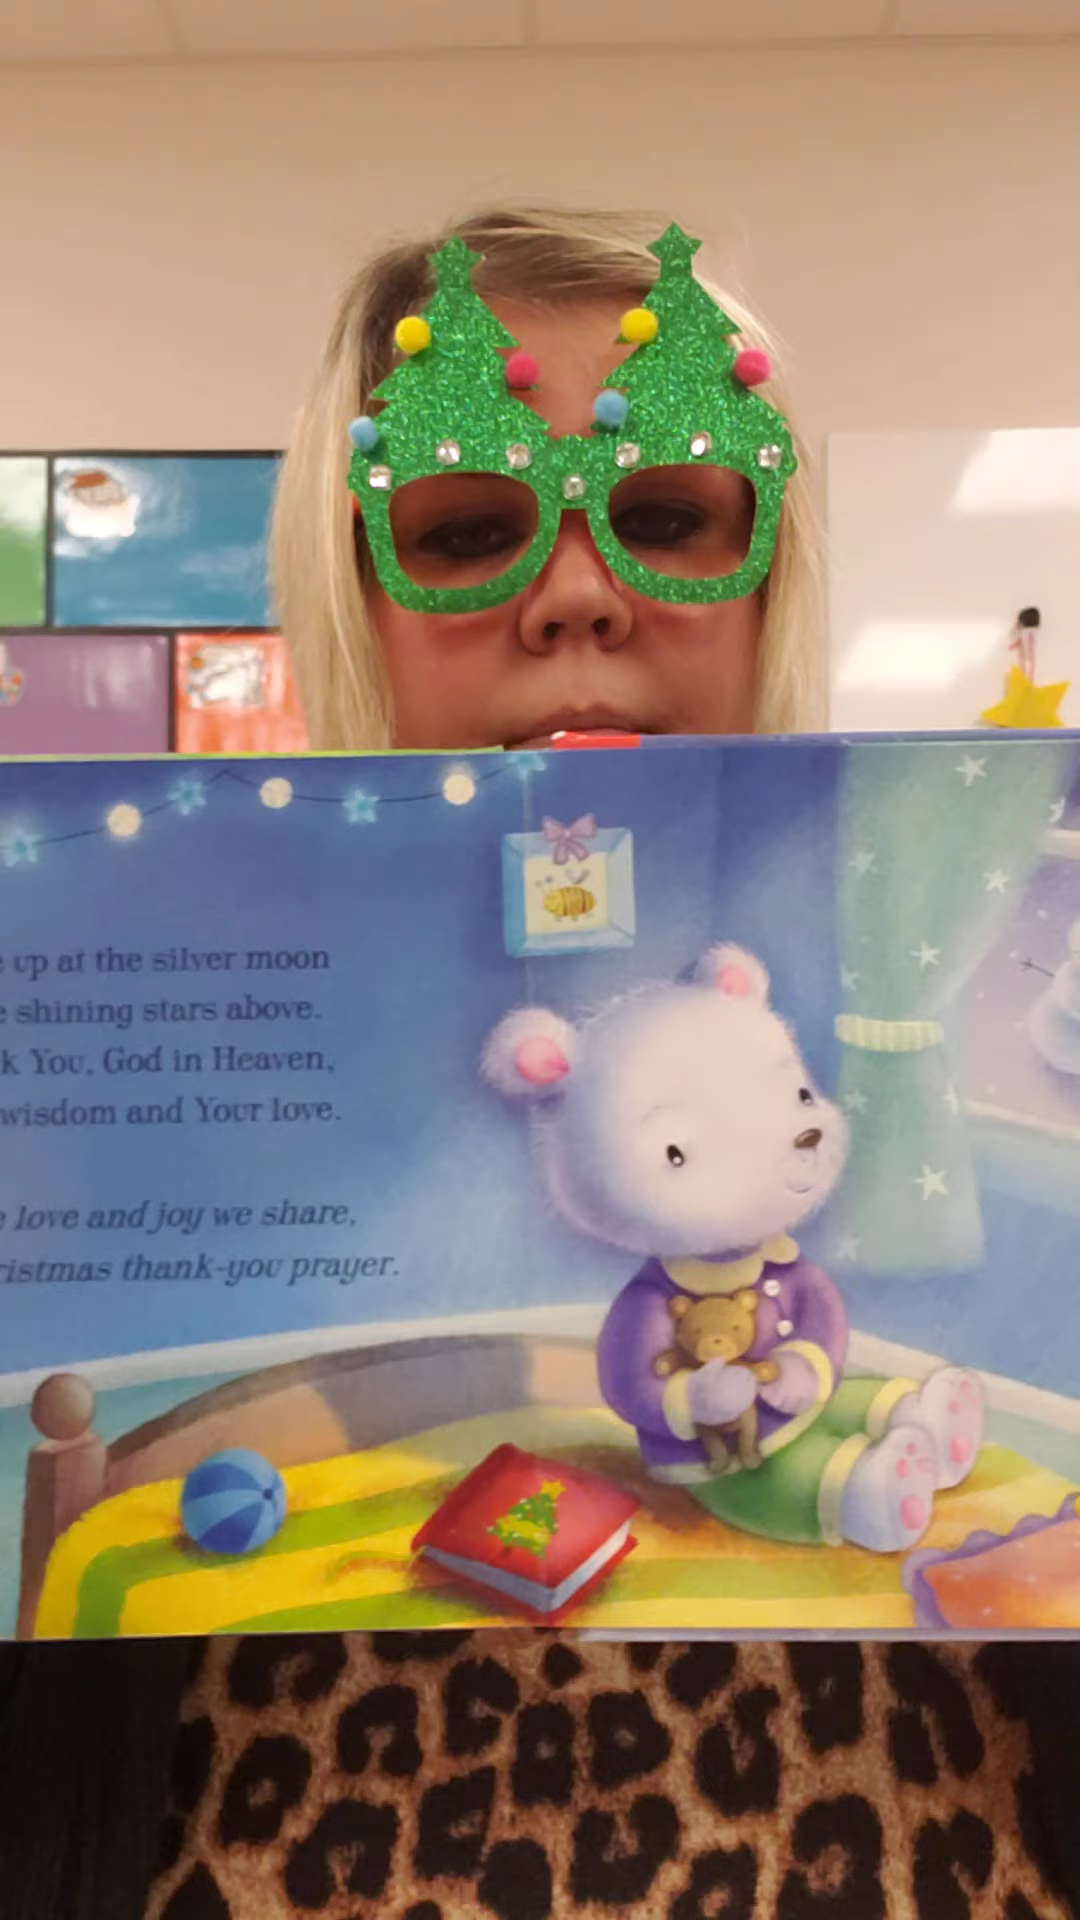 up at the silver moon
shining stars above.
You, God in Heaven,
wisdom and Your love.
love and joy we share,
thank-you prayer.